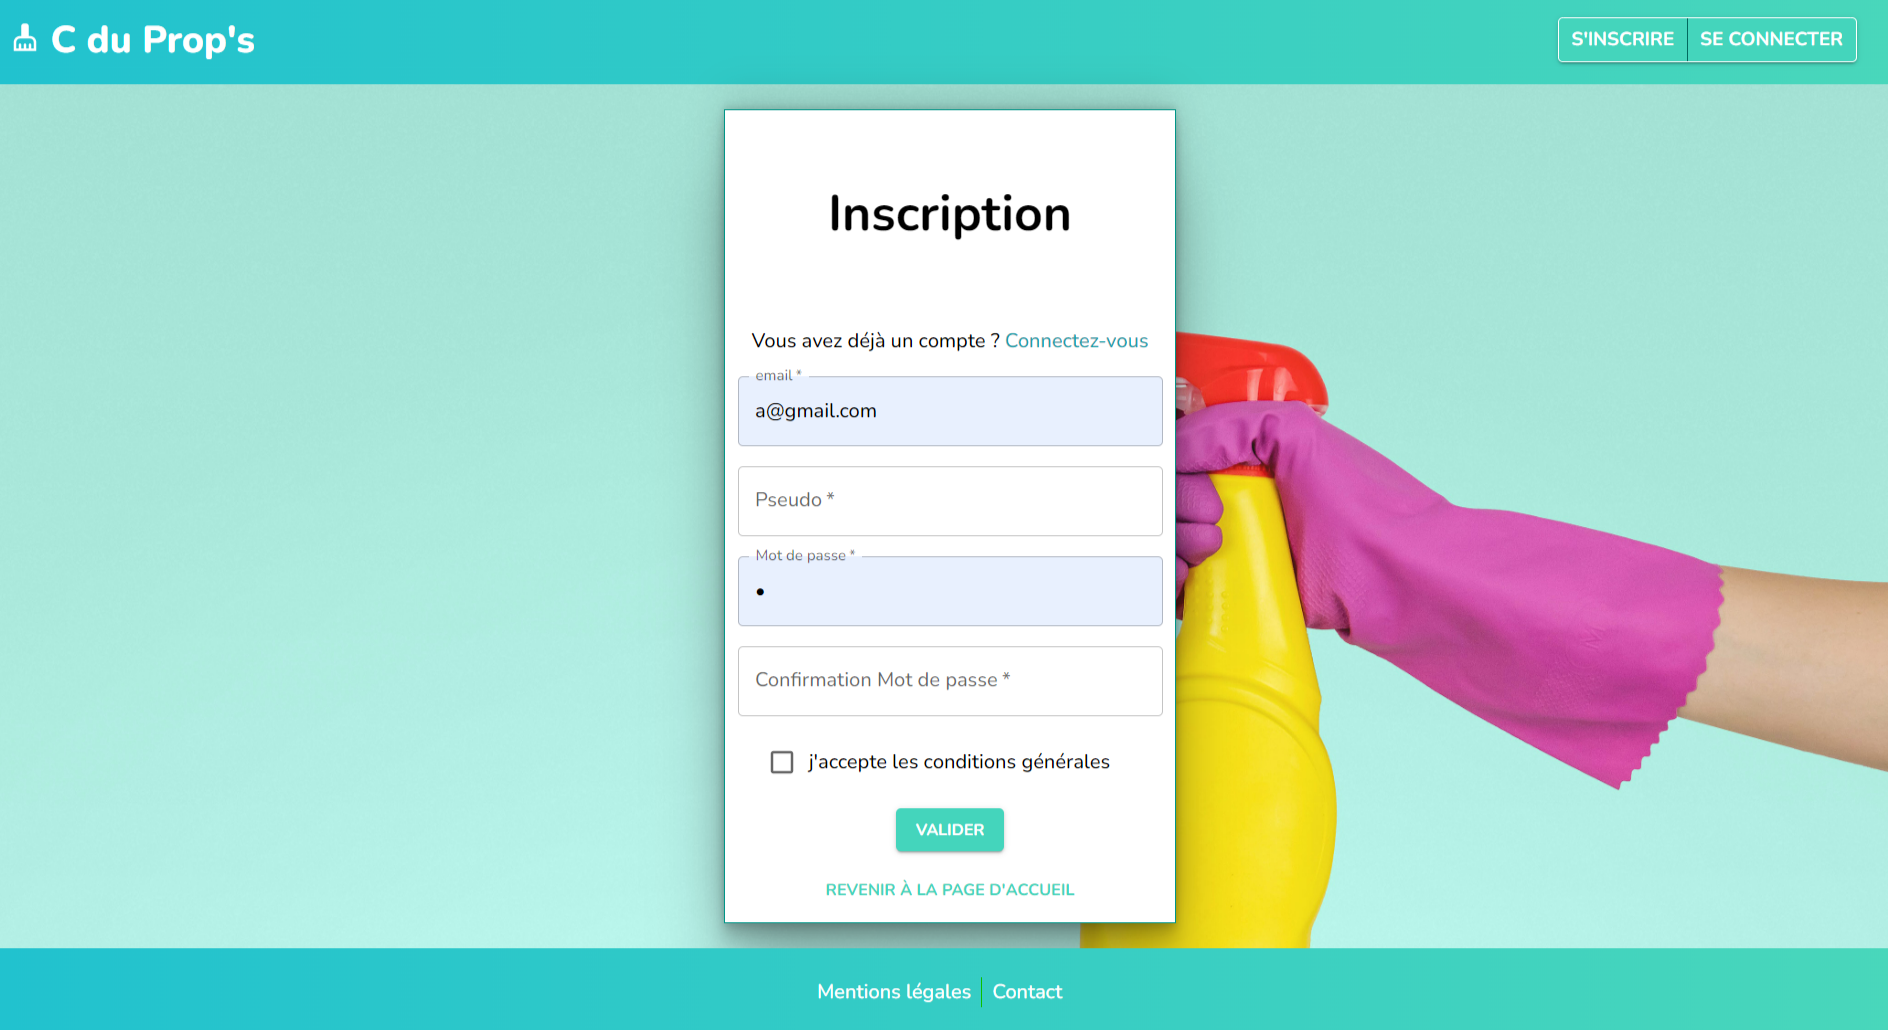 C du Prop's
S'INSCRIRE
SE CONNECTER
Inscription
Vous avez déjà un compte ? Connectez-vous
email *
a@gmail.com
Pseudo *
Mot de passe *
•
Confirmation Mot de passe *
j'accepte les conditions générales
VALIDER
REVENIR À LA PAGE D'ACCUEIL
Mentions légales
Contact